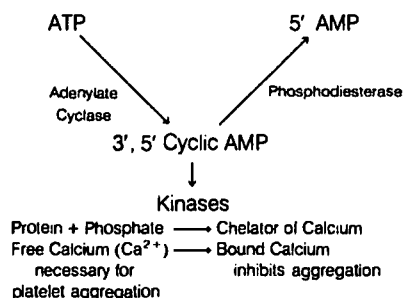 ATP 5′ AMP
Adenylate Phosphodiesterase
Cyclase
3′, 5′ Cyclic AMP
Kinases
Protein + Phosphate Chelator of Calcium
Free Calcium (Ca²⁺) Bound Calcium
necessary for inhibits aggregation
platelet aggregation